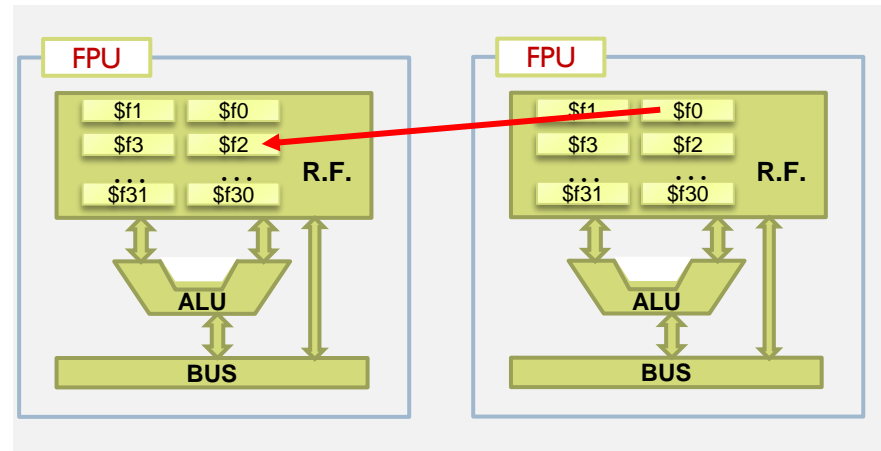 FPU
$f1 $f0
$f3 $f2
... ... R.F.
$f31 $f30
ALU
BUS
FPU
$f1 $f0
$f3 $f2
... ... R.F.
$f31 $f30
ALU
BUS